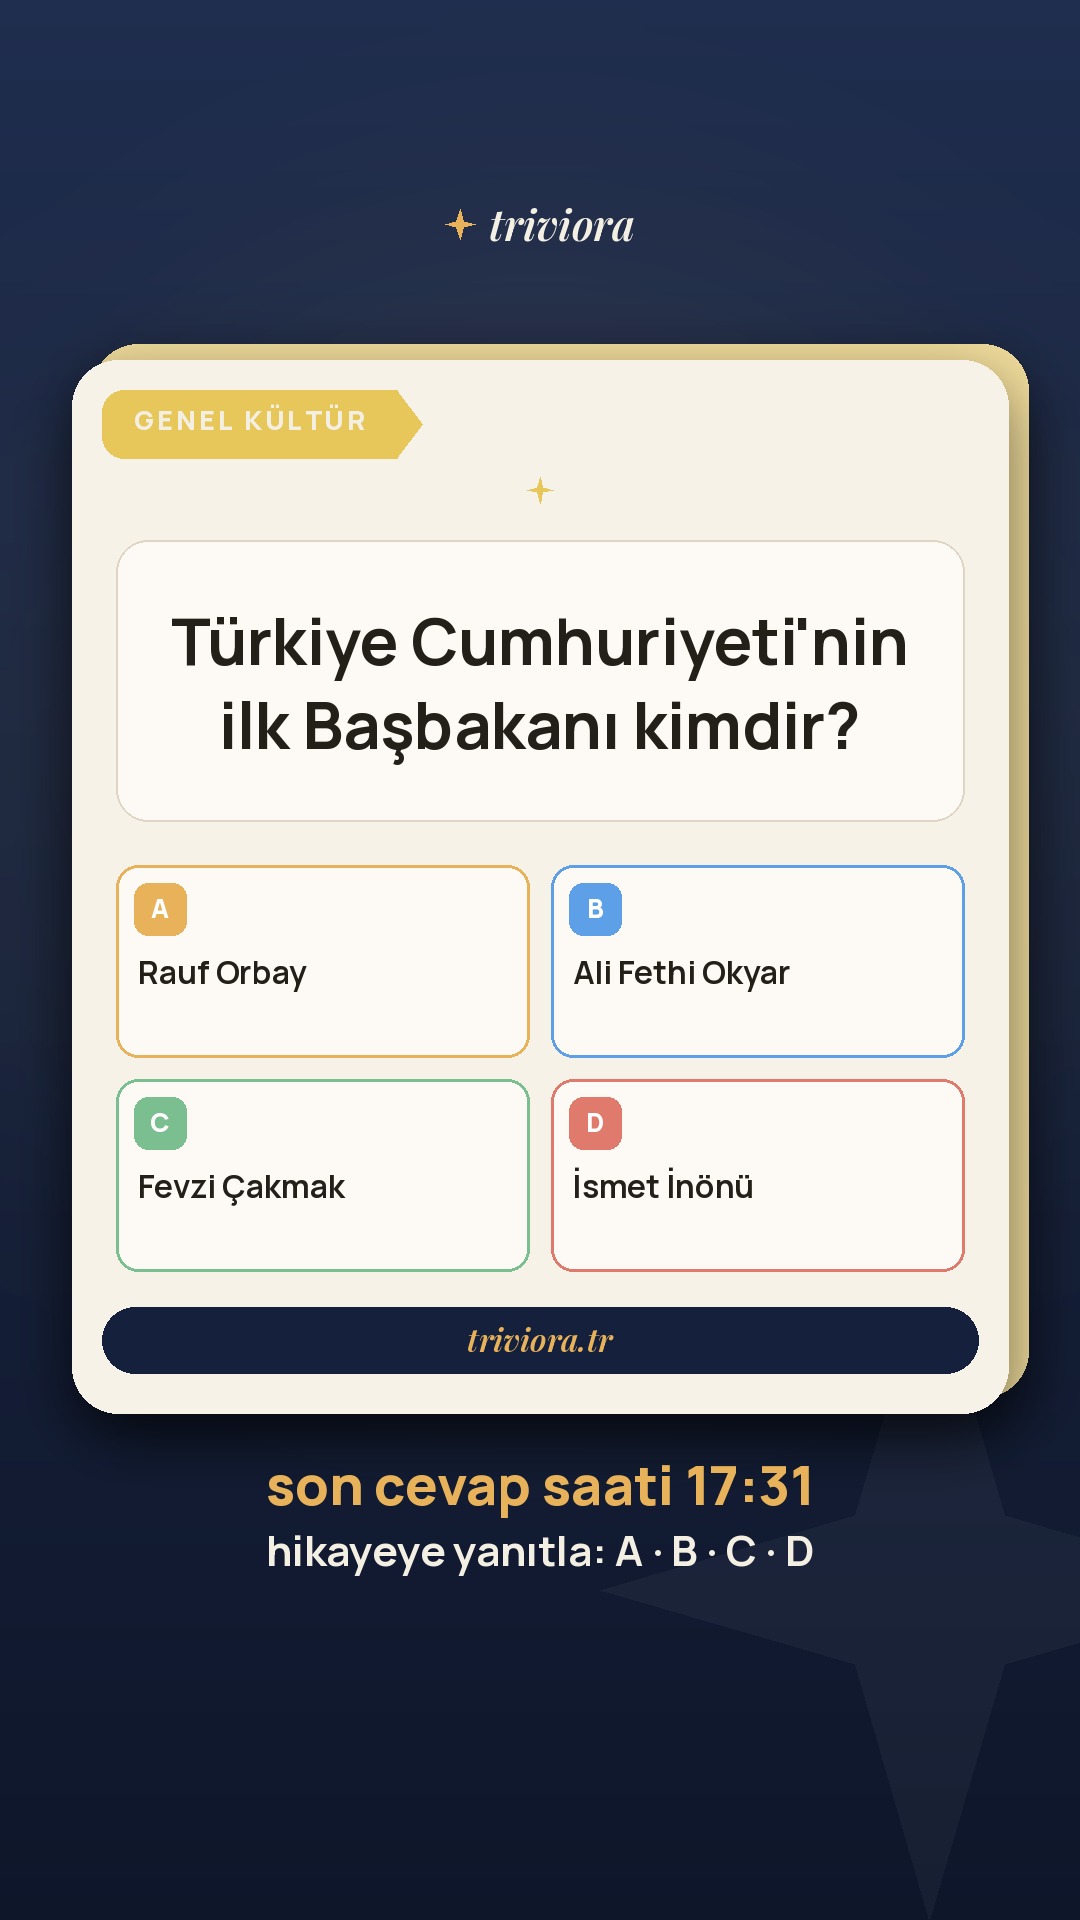 triviora
GENEL KÜLTÜR
Türkiye Cumhuriyeti'nin
ilk Başbakanı kimdir?
A
Rauf Orbay
B
Ali Fethi Okyar
C
Fevzi Çakmak
D
İsmet İnönü
triviora.tr
son cevap saati 17:31
hikayeye yanıtla: A · B · C · D